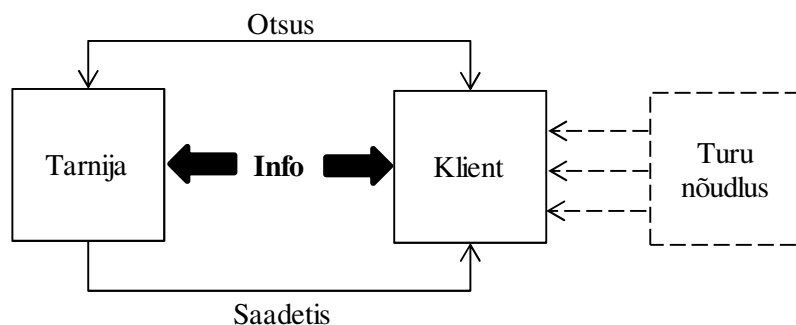 Otsus
Tarnija
Info
Klient
Turu
nõudlus
Saadetis